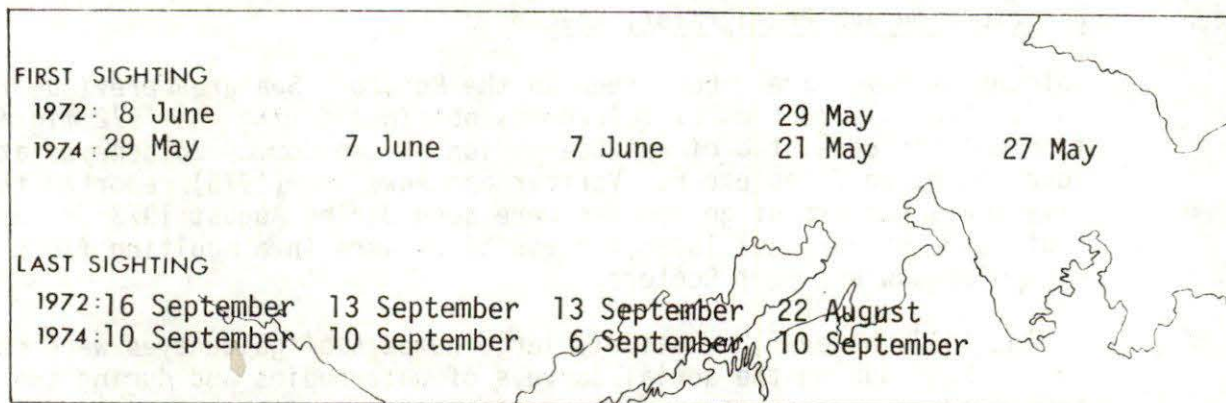 FIRST SIGHTING
1972: 8 June 29 May
1974: 29 May 7 June 7 June 21 May 27 May
LAST SIGHTING
1972: 16 September 13 September 13 September 22 August
1974: 10 September 10 September 6 September 10 September